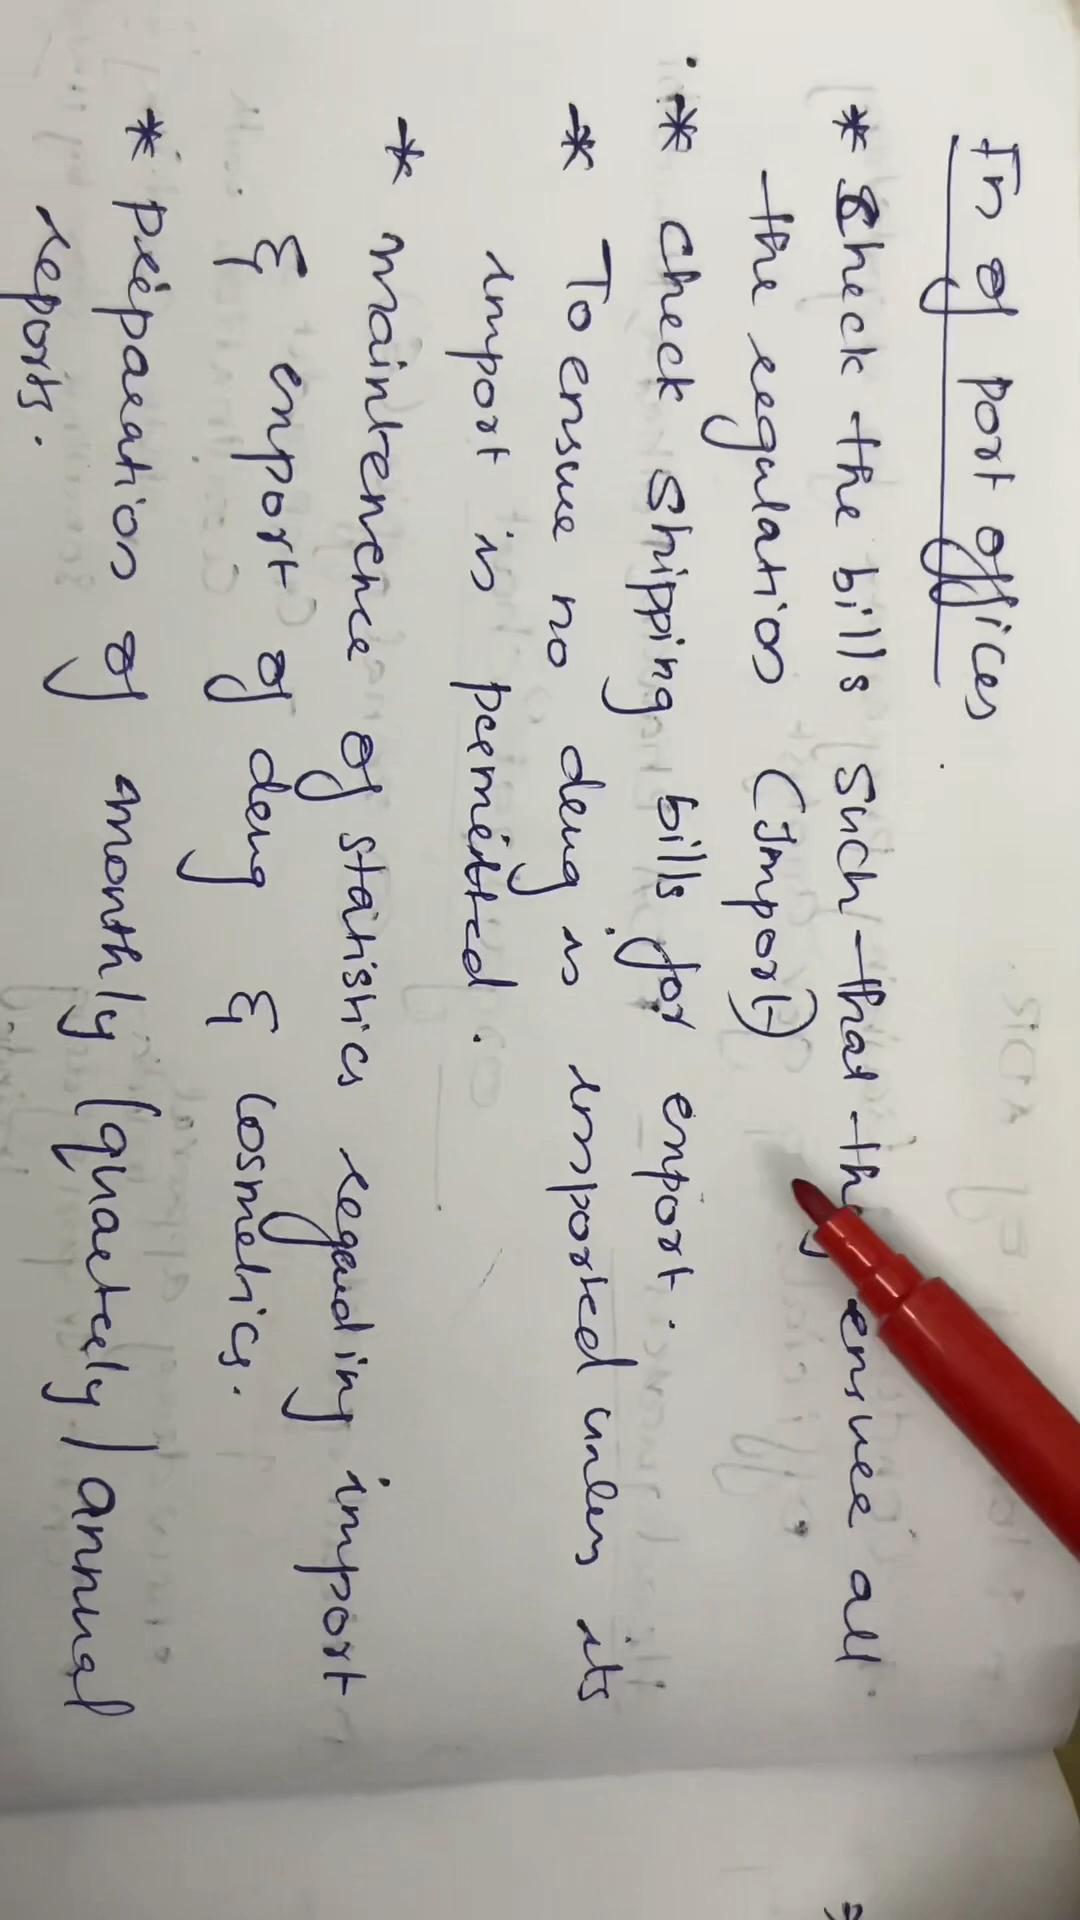 Fn of port offices
* Check the bills such that they ensure all
the regulation (Import)
* check shipping bills for export.
* To ensure no drug is imported unless its
import is permitted.
* maintenence of statistics regarding import
& export of drug & cosmetics.
* preparation of monthly (quarterly) annual
reports.